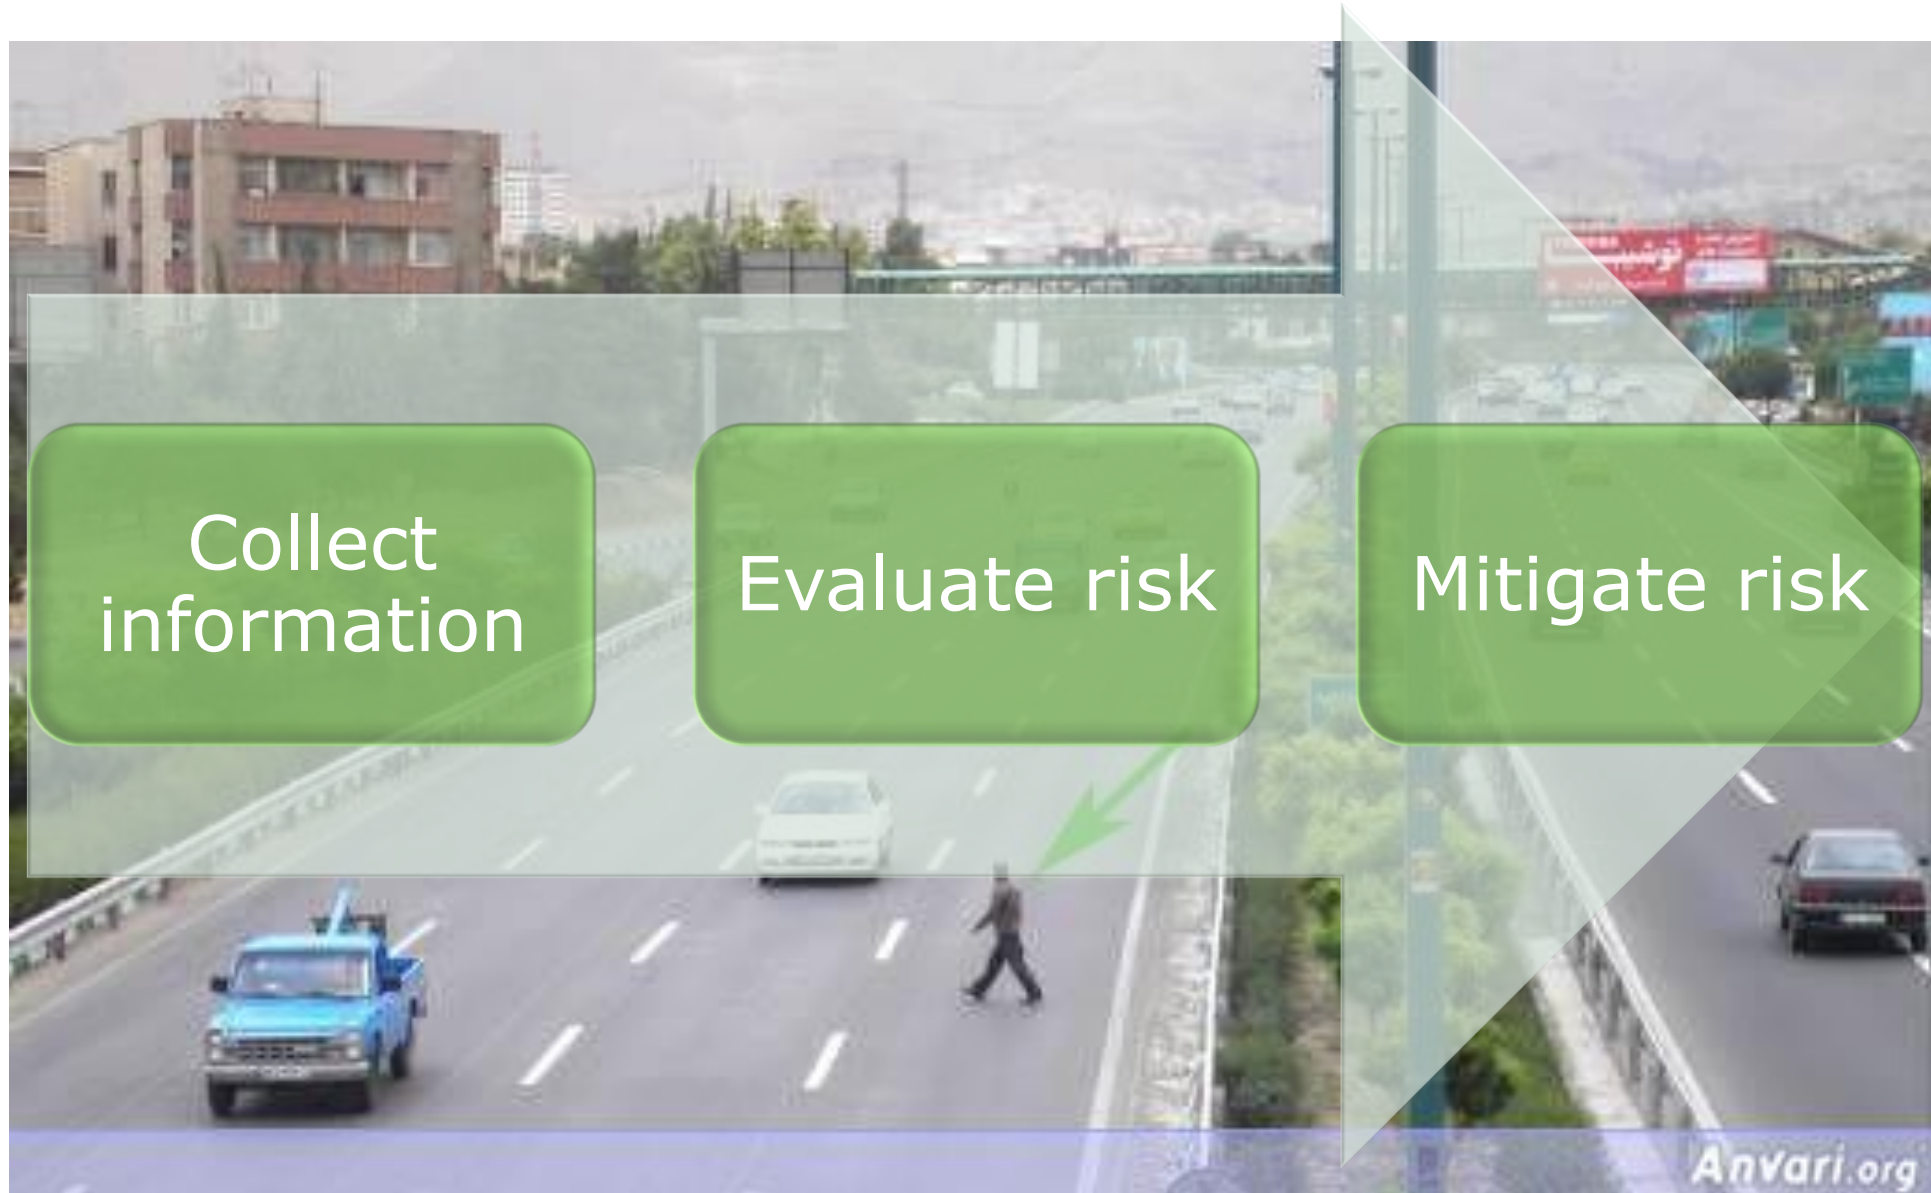 Collect
information
Evaluate risk
Mitigate risk
Anvari.org